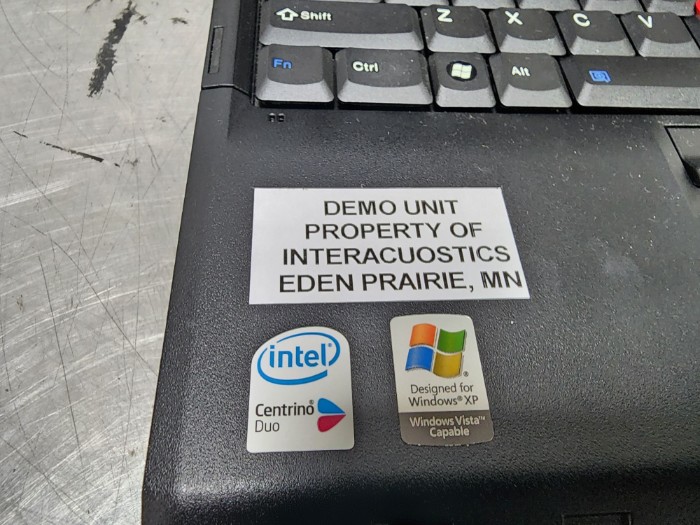 Shift Z X C V
Fn Ctrl Alt
DEMO UNIT
PROPERTY OF
INTERACUOSTICS
EDEN PRAIRIE, MN
intel®
Centrino®
Duo
®
Designed for
Windows® XP
Windows Vista™
Capable